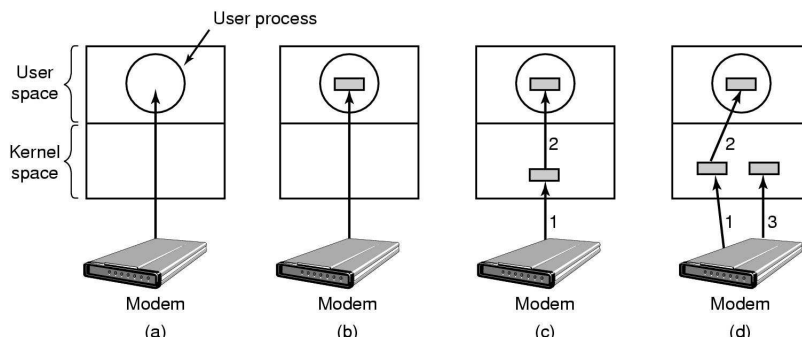 User process
User
space
Kernel
space
2
1
2
1
3
Modem
Modem
Modem
Modem
(a)
(b)
(c)
(d)